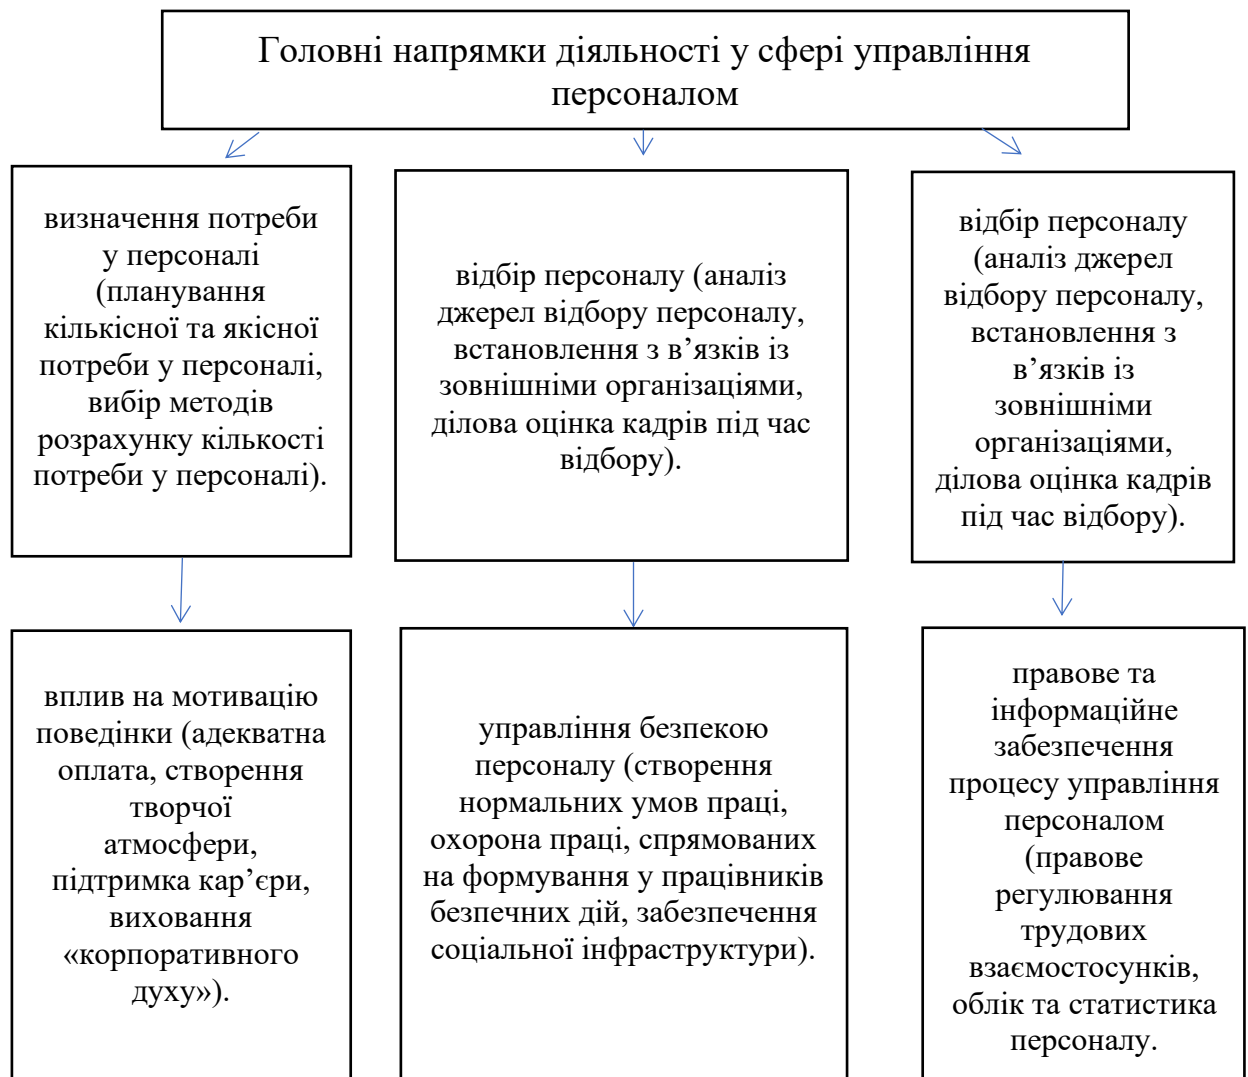 Головні напрямки діяльності у сфері управління
персоналом
визначення потреби
у персоналі
(планування
кількісної та якісної
потреби у персоналі,
вибір методів
розрахунку кількості
потреби у персоналі).
відбір персоналу (аналіз
джерел відбору персоналу,
встановлення з в’язків із
зовнішніми організаціями,
ділова оцінка кадрів під час
відбору).
відбір персоналу
(аналіз джерел
відбору персоналу,
встановлення з
в’язків із
зовнішніми
організаціями,
ділова оцінка кадрів
під час відбору).
вплив на мотивацію
поведінки (адекватна
оплата, створення
творчої
атмосфери,
підтримка кар’єри,
виховання
«корпоративного
духу»).
управління безпекою
персоналу (створення
нормальних умов праці,
охорона праці, спрямованих
на формування у працівників
безпечних дій, забезпечення
соціальної інфраструктури).
правове та
інформаційне
забезпечення
процесу управління
персоналом
(правове
регулювання
трудових
взаємостосунків,
облік та статистика
персоналу.